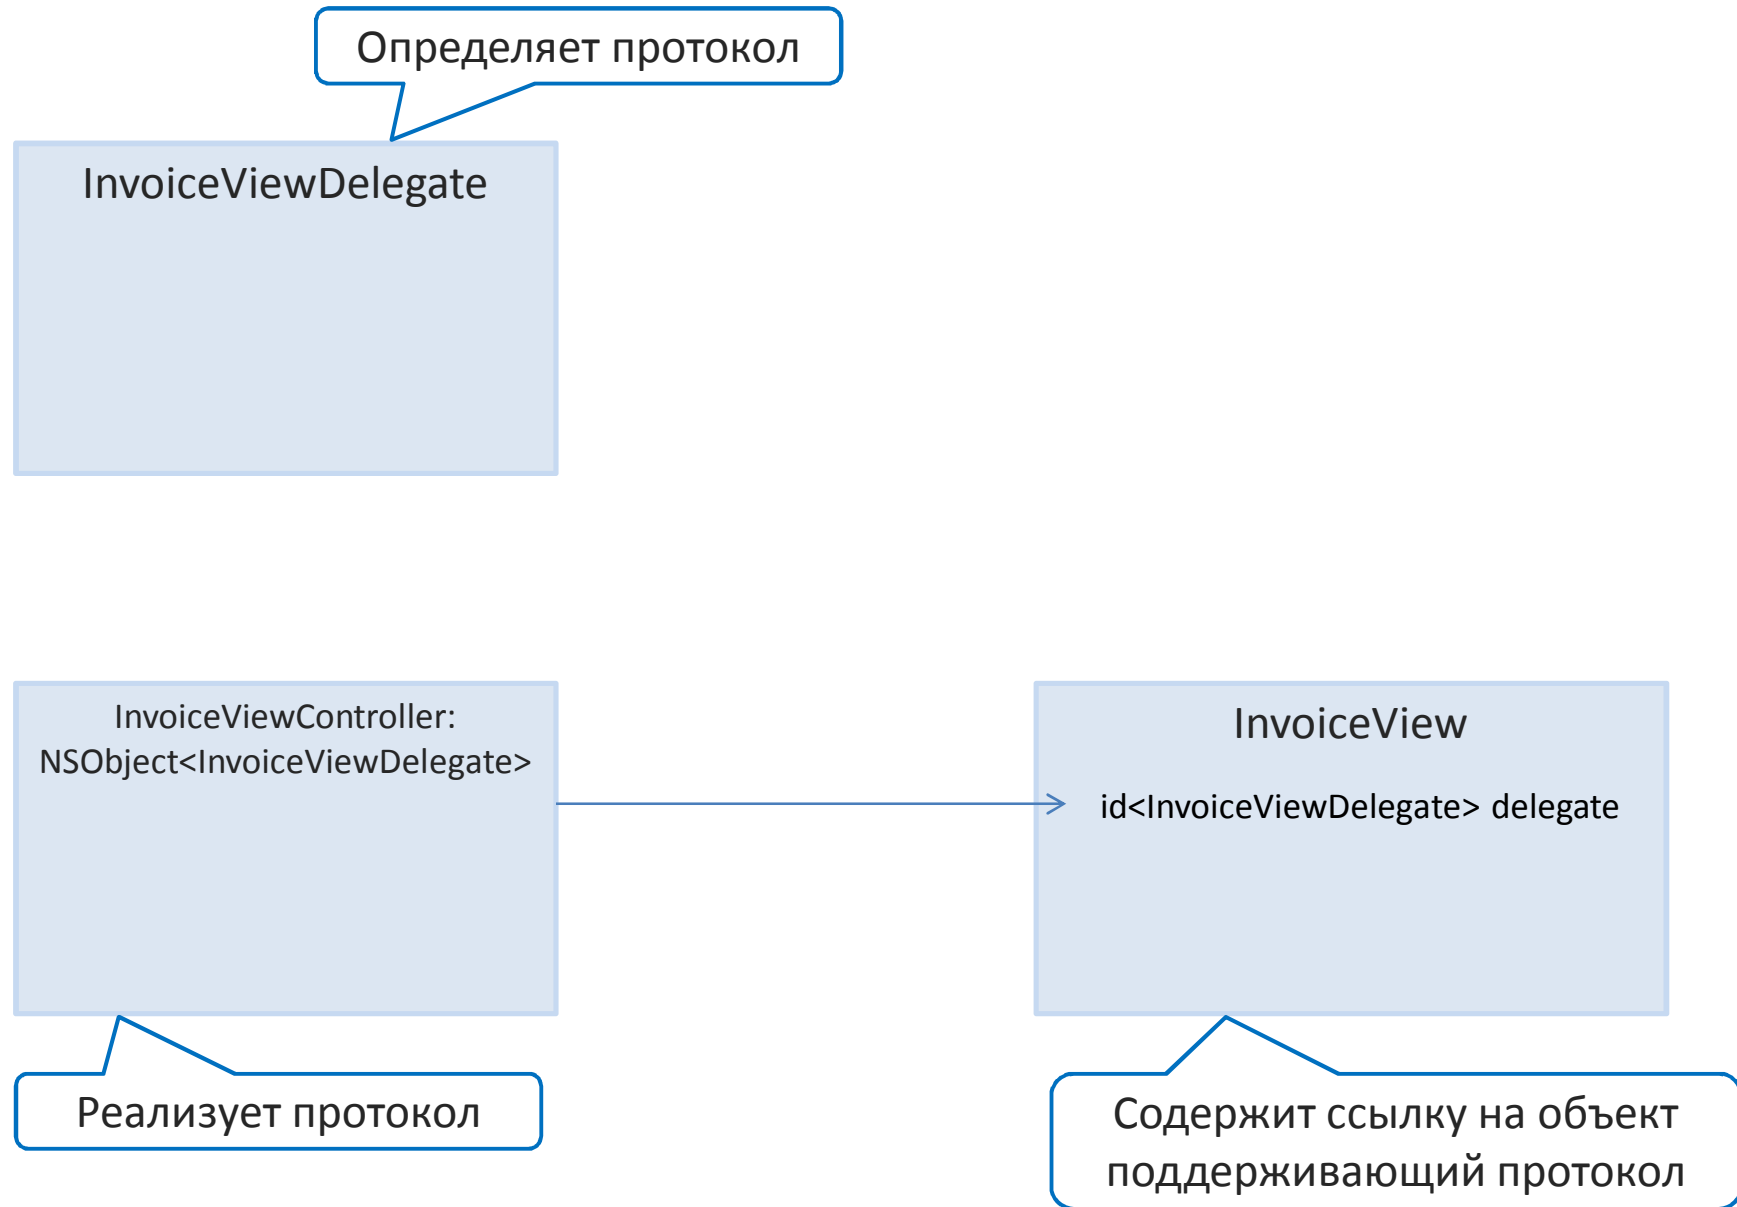 Определяет протокол
InvoiceViewDelegate
InvoiceViewController:
NSObject<InvoiceViewDelegate>
InvoiceView
id<InvoiceViewDelegate> delegate
Реализует протокол
Содержит ссылку на объект
поддерживающий протокол